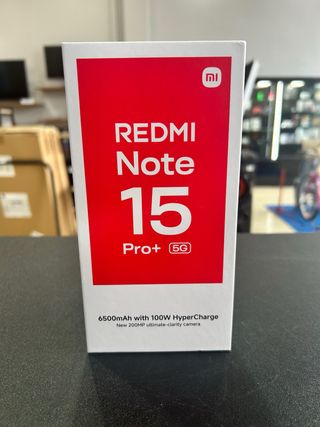 mi
REDMI
Note
15
Pro+ 5G
6500mAh with 100W HyperCharge
New 200MP ultimate-clarity camera